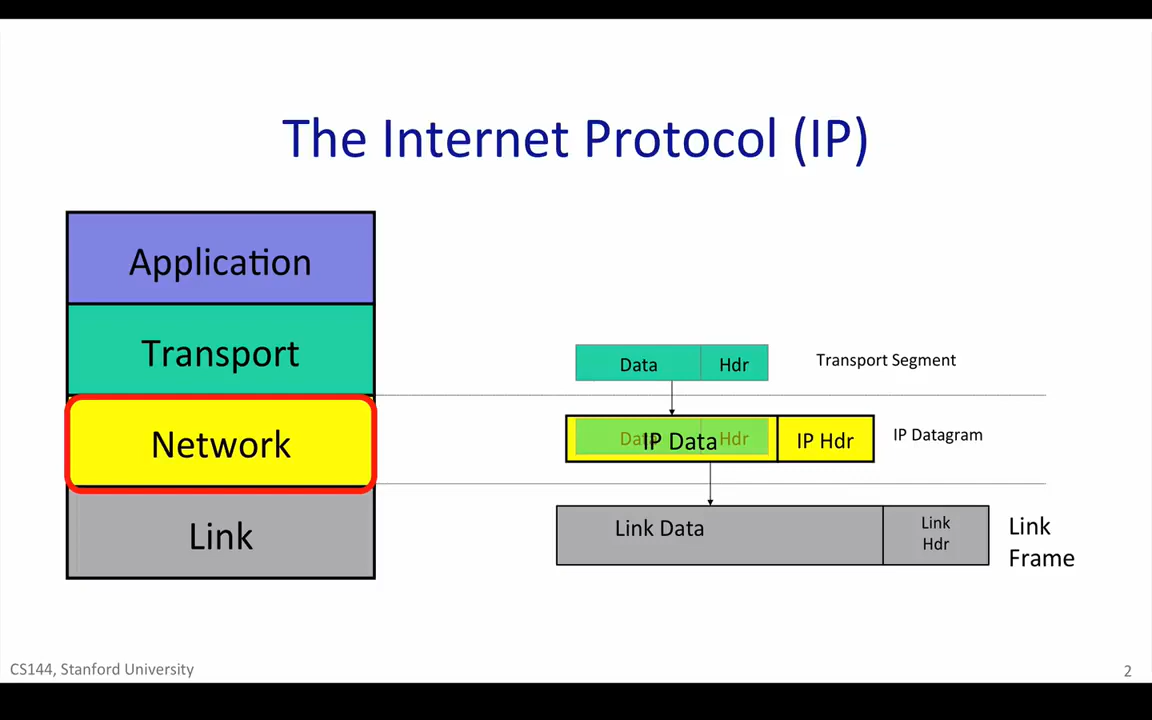 The Internet Protocol (IP)
Application
Transport
Network
Link
Data
Hdr
Transport Segment
Data
Hdr
IP Data
IP Hdr
IP Datagram
Link Data
Link
Hdr
Link
Frame
CS144, Stanford University
2